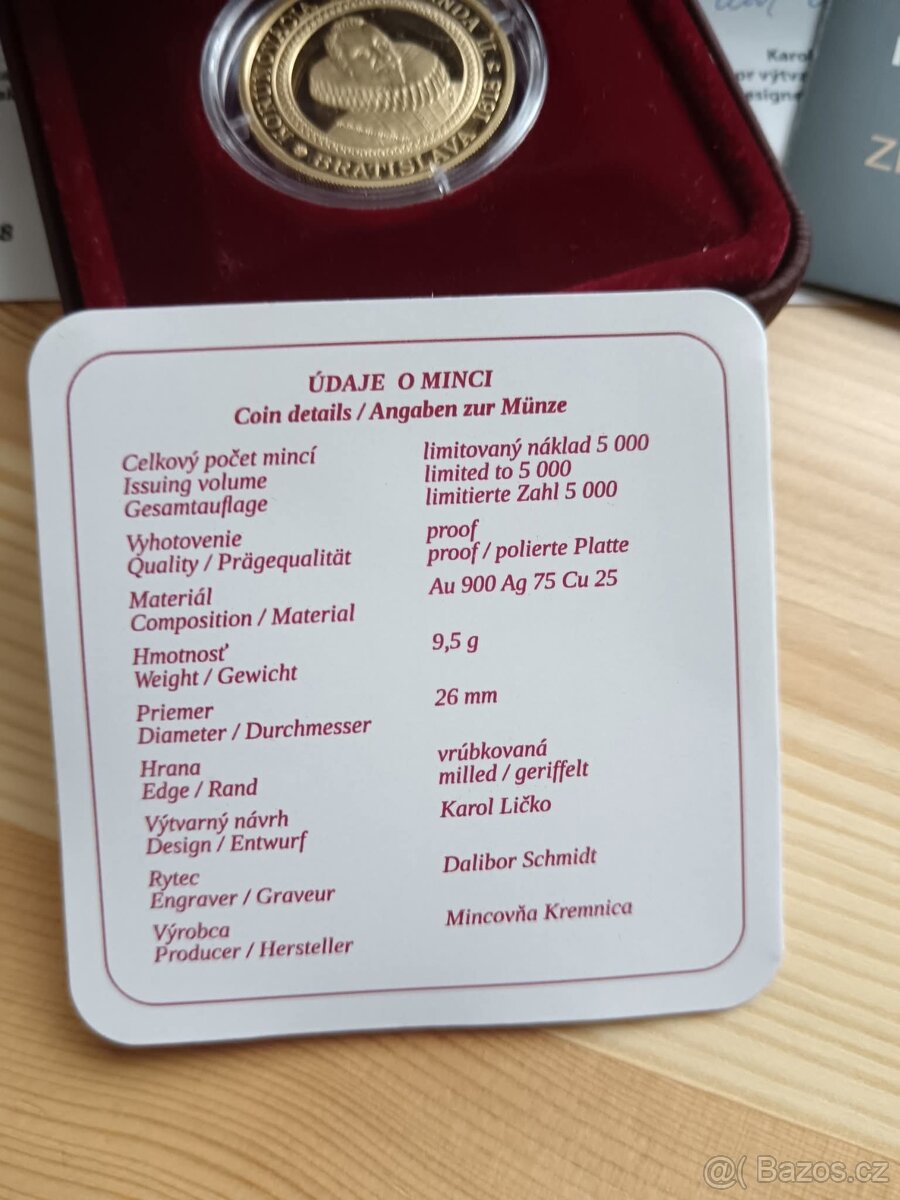 BRATISLAVA 1618
Karol
8
ÚDAJE O MINCI
Coin details / Angaben zur Münze
Celkový počet mincí
Issuing volume
Gesamtauflage
limitovaný náklad 5 000
limited to 5 000
limitierte Zahl 5 000
Vyhotovenie
Quality / Prägequalität
proof
proof / polierte Platte
Materiál
Composition / Material
Au 900 Ag 75 Cu 25
Hmotnosť
Weight / Gewicht
9,5 g
Priemer
Diameter / Durchmesser
26 mm
Hrana
Edge / Rand
vrúbkovaná
milled / geriffelt
Výtvarný návrh
Design / Entwurf
Karol Ličko
Rytec
Engraver / Graveur
Dalibor Schmidt
Výrobca
Producer / Hersteller
Mincovňa Kremnica
@( Bazos.cz